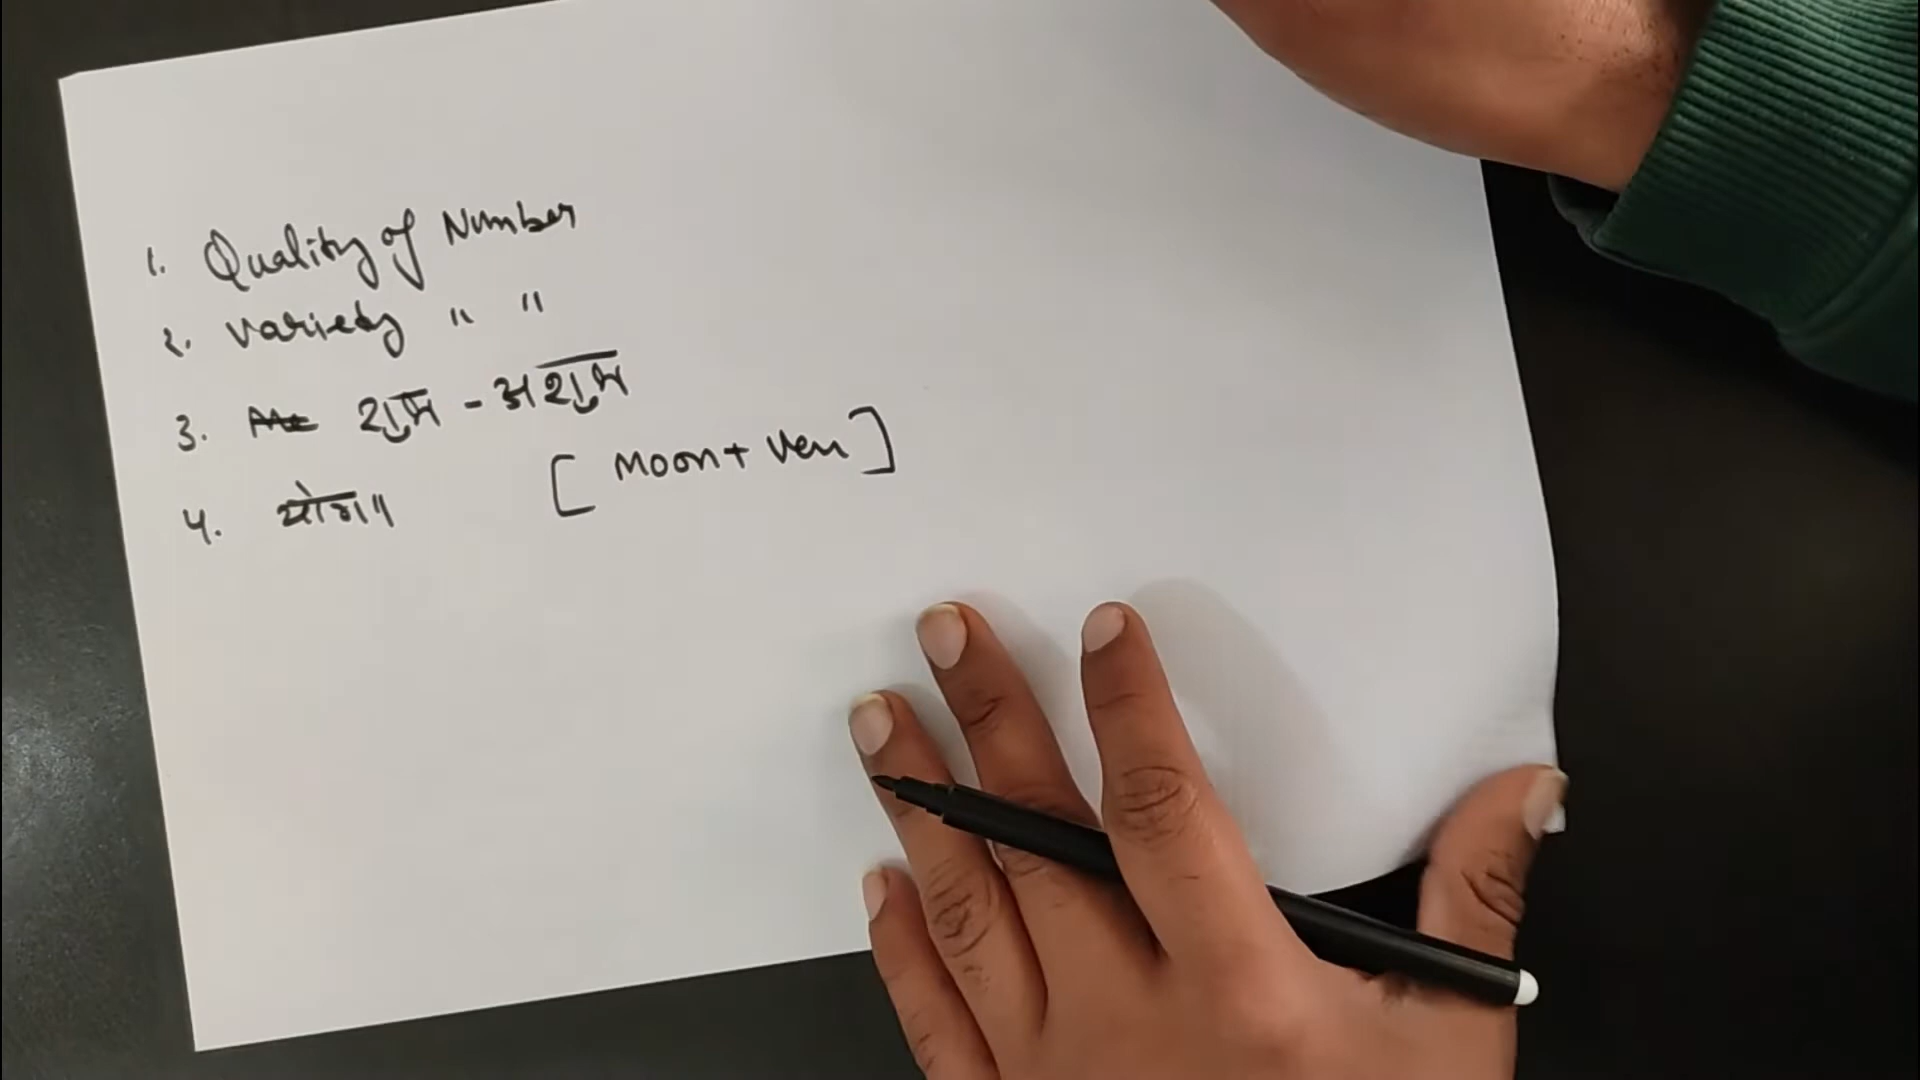 1. Quality of Number
2. Variety " "
3. शुभ - अशुभ
4. योग॥ [ Moon + Ven ]